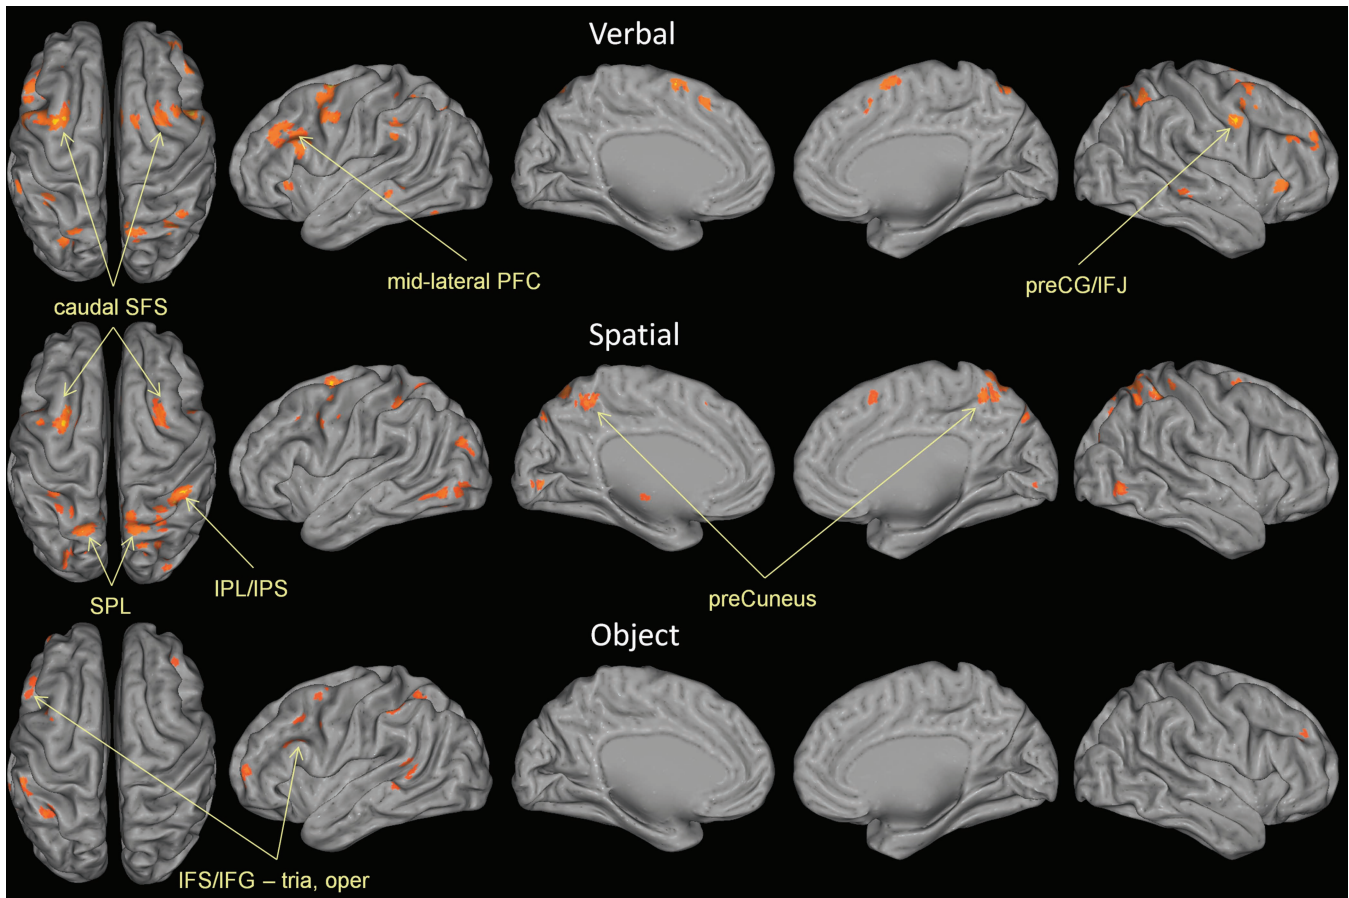 Verbal
mid-lateral PFC
preCG/IFJ
caudal SFS
Spatial
IPL/IPS
SPL
preCuneus
Object
IFS/IFG – tria, oper